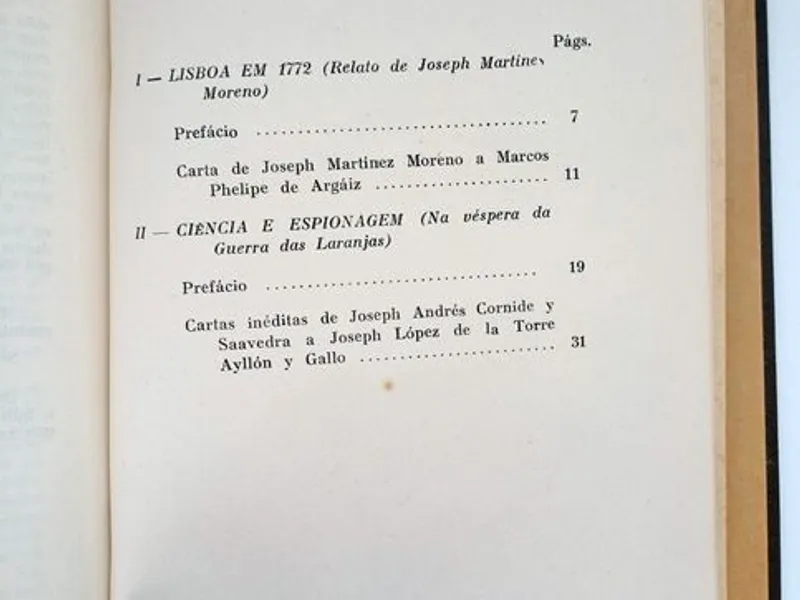 Págs.
I — LISBOA EM 1772 (Relato de Joseph Martinez
Moreno)
Prefácio ........................................ 7
Carta de Joseph Martinez Moreno a Marcos
Phelipe de Argáiz ........................ 11
II — CIÊNCIA E ESPIONAGEM (Na véspera da
Guerra das Laranjas)
Prefácio ...................................... 19
Cartas inéditas de Joseph Andrés Cornide y
Saavedra a Joseph López de la Torre
Ayllón y Gallo ........................... 31